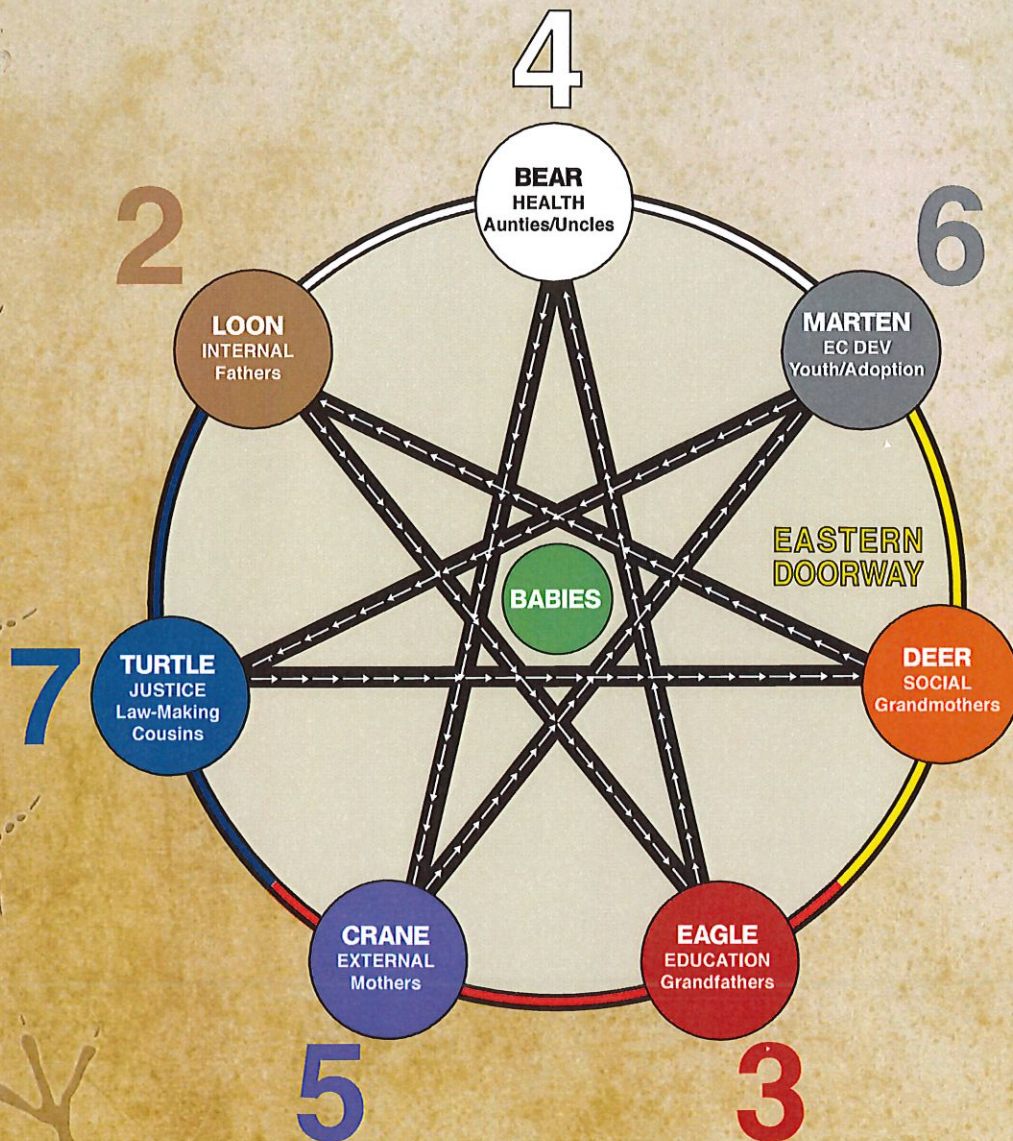 4
BEAR
HEALTH
Aunties/Uncles
2
LOON
INTERNAL
Fathers
6
MARTEN
EC DEV
Youth/Adoption
EASTERN
DOORWAY
BABIES
7
TURTLE
JUSTICE
Law-Making
Cousins
DEER
SOCIAL
Grandmothers
CRANE
EXTERNAL
Mothers
EAGLE
EDUCATION
Grandfathers
5
3